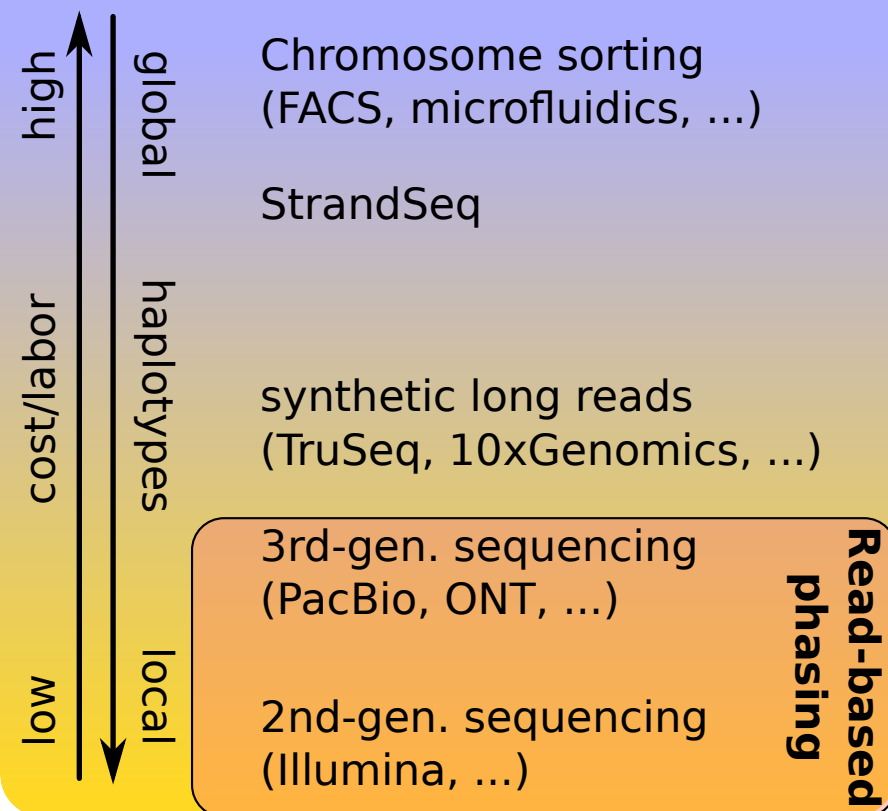 high
cost/labor
low
global
haplotypes
local
Chromosome sorting
(FACS, microfluidics, ...)
StrandSeq
synthetic long reads
(TruSeq, 10xGenomics, ...)
3rd-gen. sequencing
(PacBio, ONT, ...)
2nd-gen. sequencing
(Illumina, ...)
Read-based
phasing